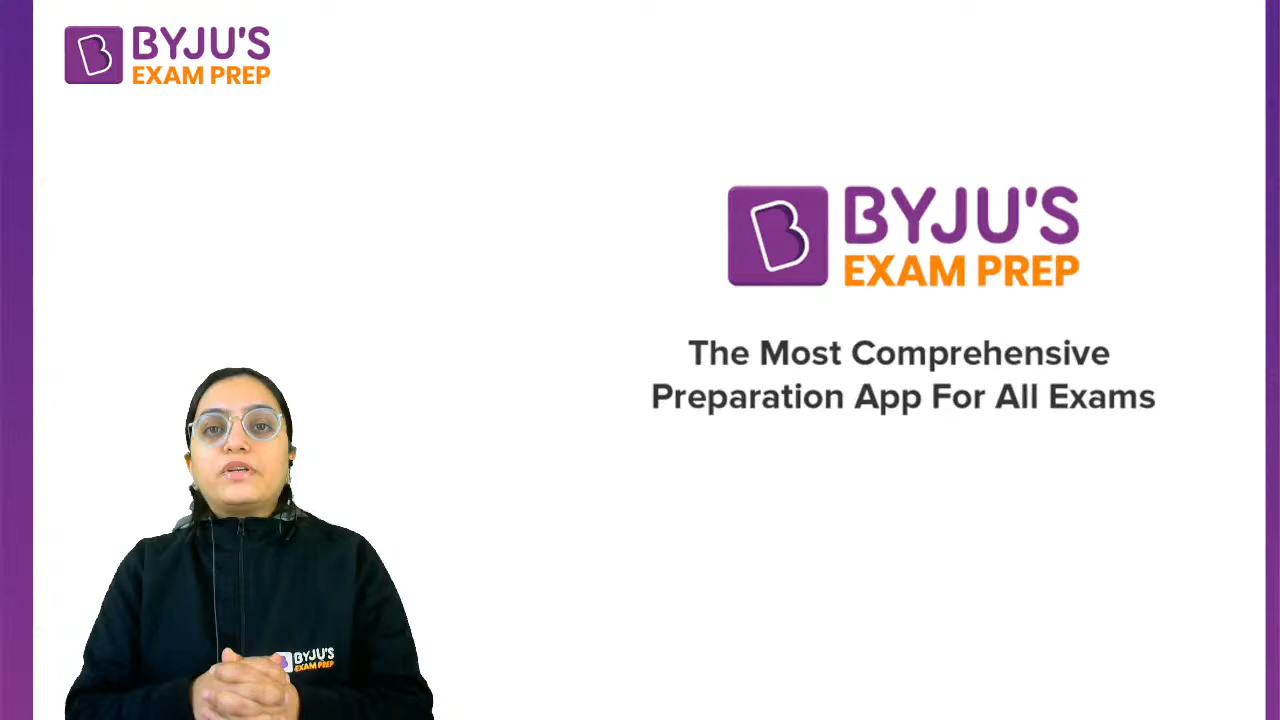 BYJU'S
EXAM PREP
BYJU'S
EXAM PREP
The Most Comprehensive
Preparation App For All Exams
BYJU'S
EXAM PREP